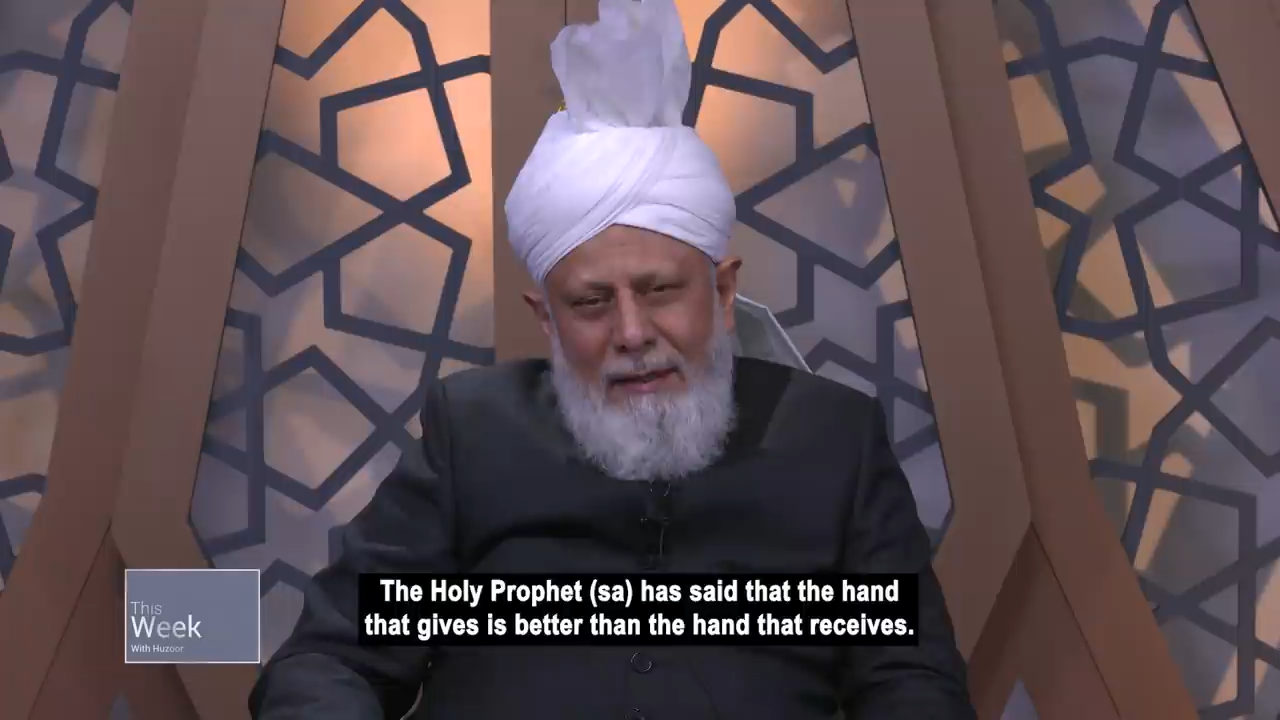 The Holy Prophet (sa) has said that the hand
that gives is better than the hand that receives.
This
Week
With Huzoor